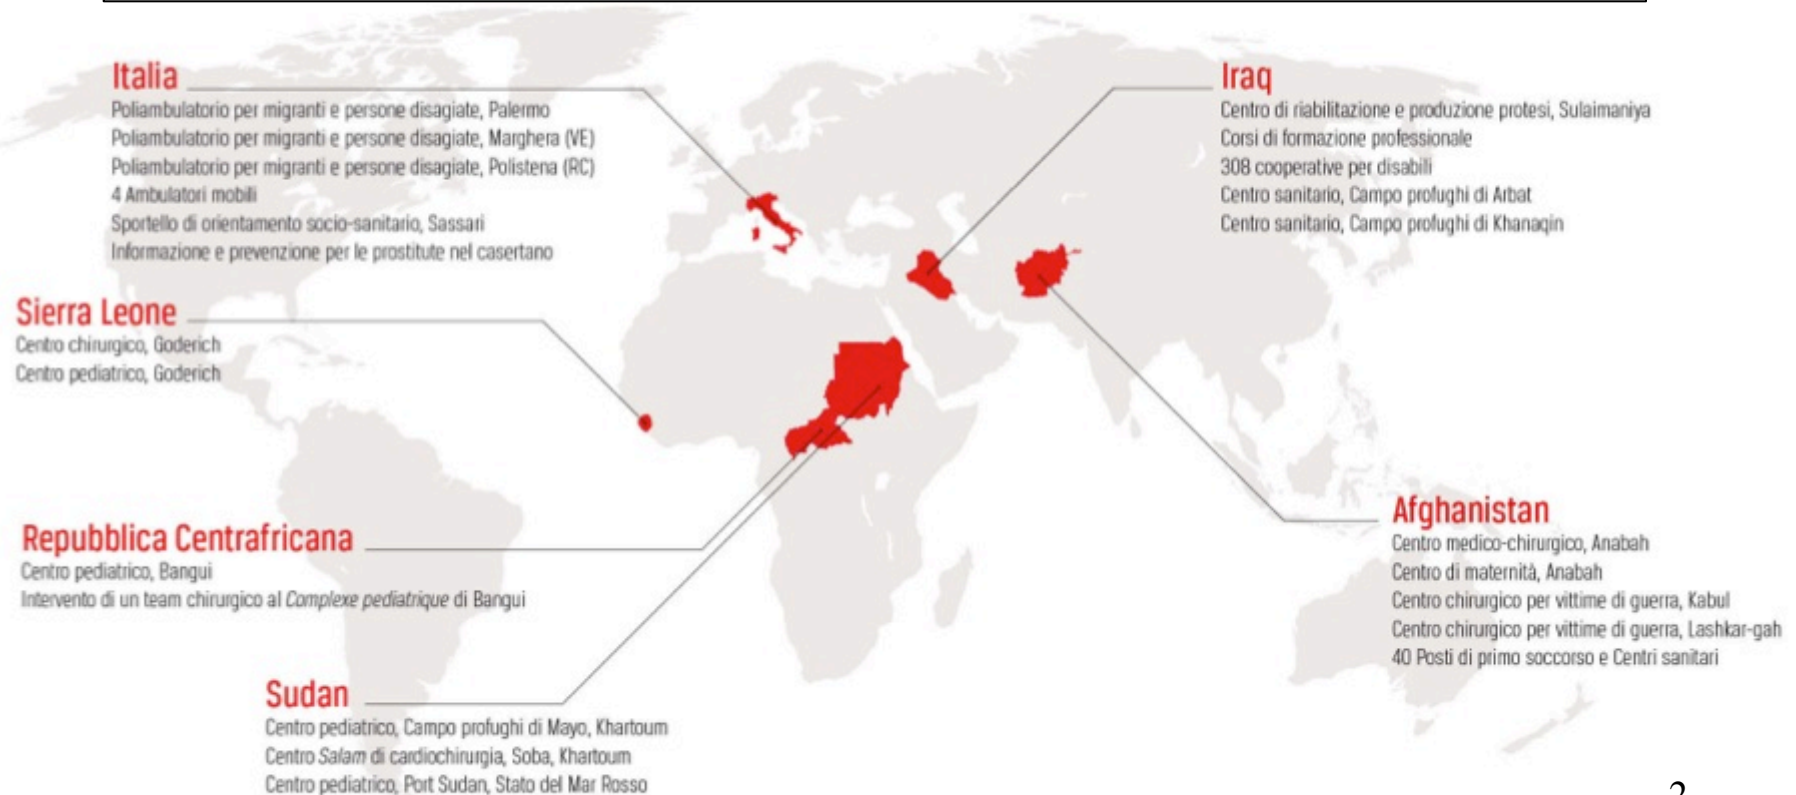 Italia
Poliambulatorio per migranti e persone disagiate, Palermo
Poliambulatorio per migranti e persone disagiate, Marghera (VE)
Poliambulatorio per migranti e persone disagiate, Polistena (RC)
4 Ambulatori mobili
Sportello di orientamento socio-sanitario, Sassari
Informazione e prevenzione per le prostitute nel casertano
Iraq
Centro di riabilitazione e produzione protesi, Sulaimaniya
Corsi di formazione professionale
308 cooperative per disabili
Centro sanitario, Campo profughi di Arbat
Centro sanitario, Campo profughi di Khanaqin
Sierra Leone
Centro chirurgico, Goderich
Centro pediatrico, Goderich
Repubblica Centrafricana
Centro pediatrico, Bangui
Intervento di un team chirurgico al Complexe pediatrique di Bangui
Afghanistan
Centro medico-chirurgico, Anabah
Centro di maternità, Anabah
Centro chirurgico per vittime di guerra, Kabul
Centro chirurgico per vittime di guerra, Lashkar-gah
40 Posti di primo soccorso e Centri sanitari
Sudan
Centro pediatrico, Campo profughi di Mayo, Khartoum
Centro Salam di cardiochirurgia, Soba, Khartoum
Centro pediatrico, Port Sudan, Stato del Mar Rosso
2